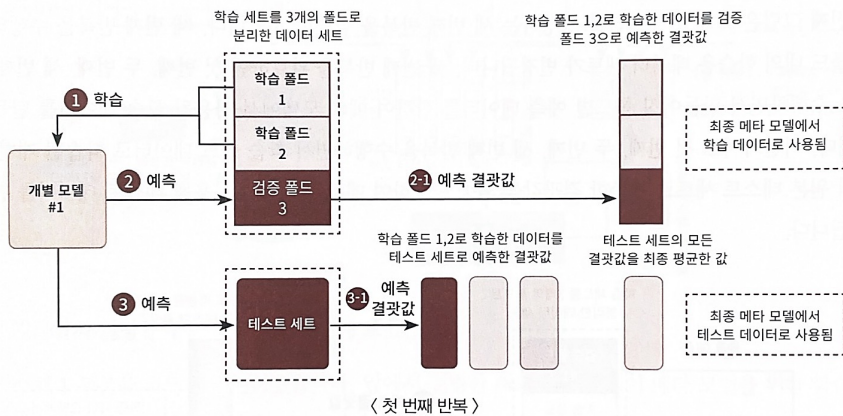 학습 세트를 3개의 폴드로
분리한 데이터 세트
학습 폴드 1,2로 학습한 데이터를 검증
폴드 3으로 예측한 결괏값
1 학습
학습 폴드
1
학습 폴드
2
최종 메타 모델에서
학습 데이터로 사용됨
개별 모델
#1
2 예측
검증 폴드
3
2-1 예측 결괏값
학습 폴드 1,2로 학습한 데이터를
테스트 세트로 예측한 결괏값
테스트 세트의 모든
결괏값을 최종 평균한 값
3 예측
테스트 세트
3-1 예측
결괏값
최종 메타 모델에서
테스트 데이터로 사용됨
〈 첫 번째 반복 〉